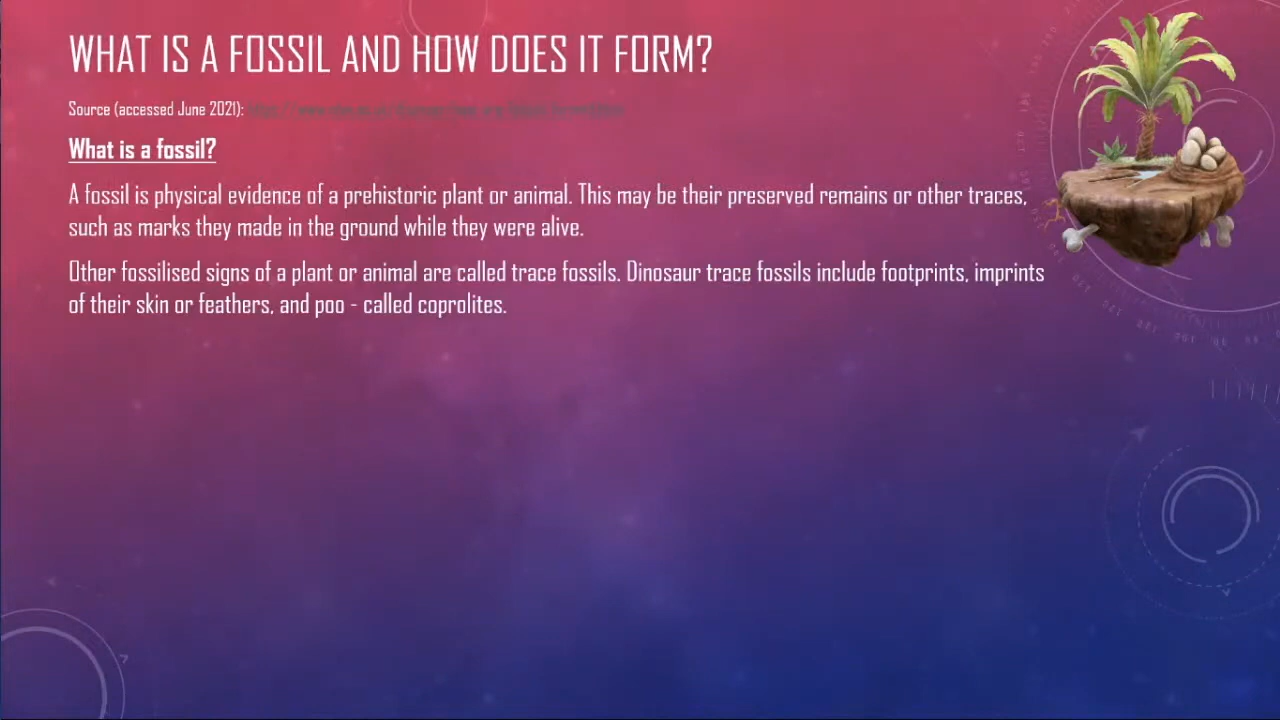 WHAT IS A FOSSIL AND HOW DOES IT FORM?
Source (accessed June 2021):
What is a fossil?
A fossil is physical evidence of a prehistoric plant or animal. This may be their preserved remains or other traces,
such as marks they made in the ground while they were alive.
Other fossilised signs of a plant or animal are called trace fossils. Dinosaur trace fossils include footprints, imprints
of their skin or feathers, and poo - called coprolites.